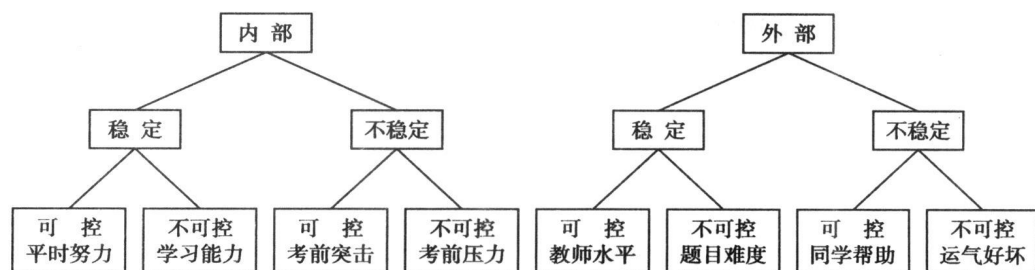 内部
外部
稳定
不稳定
稳定
不稳定
可控
平时努力
不可控
学习能力
可控
考前突击
不可控
考前压力
可控
教师水平
不可控
题目难度
可控
同学帮助
不可控
运气好坏